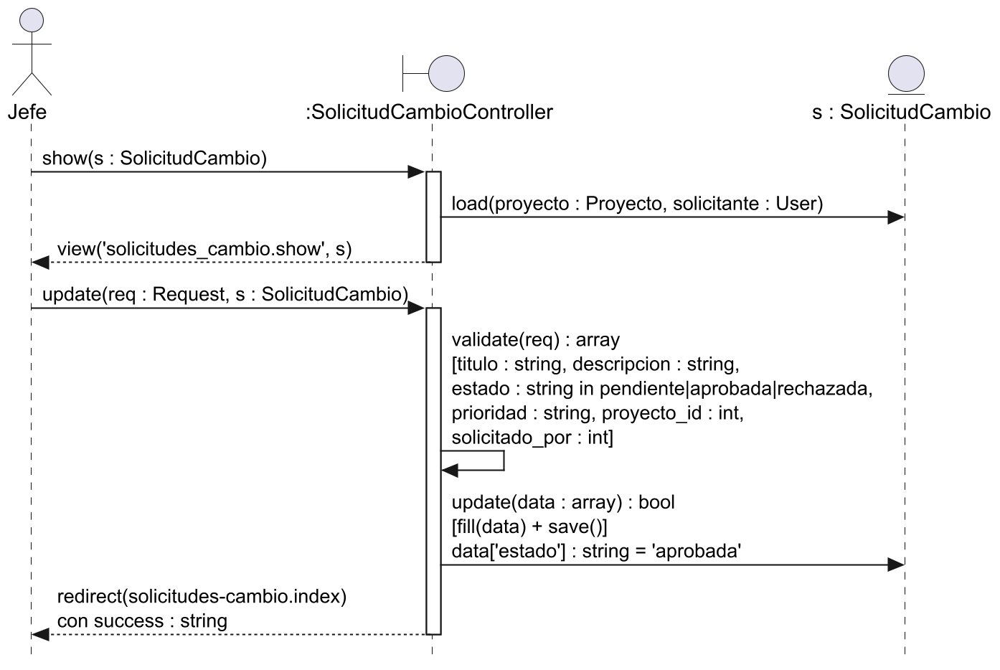 Jefe
:SolicitudCambioController
s : SolicitudCambio
show(s : SolicitudCambio)
load(proyecto : Proyecto, solicitante : User)
view('solicitudes_cambio.show', s)
update(req : Request, s : SolicitudCambio)
validate(req) : array
[titulo : string, descripcion : string,
estado : string in pendiente|aprobada|rechazada,
prioridad : string, proyecto_id : int,
solicitado_por : int]
update(data : array) : bool
[fill(data) + save()]
data['estado'] : string = 'aprobada'
redirect(solicitudes-cambio.index)
con success : string